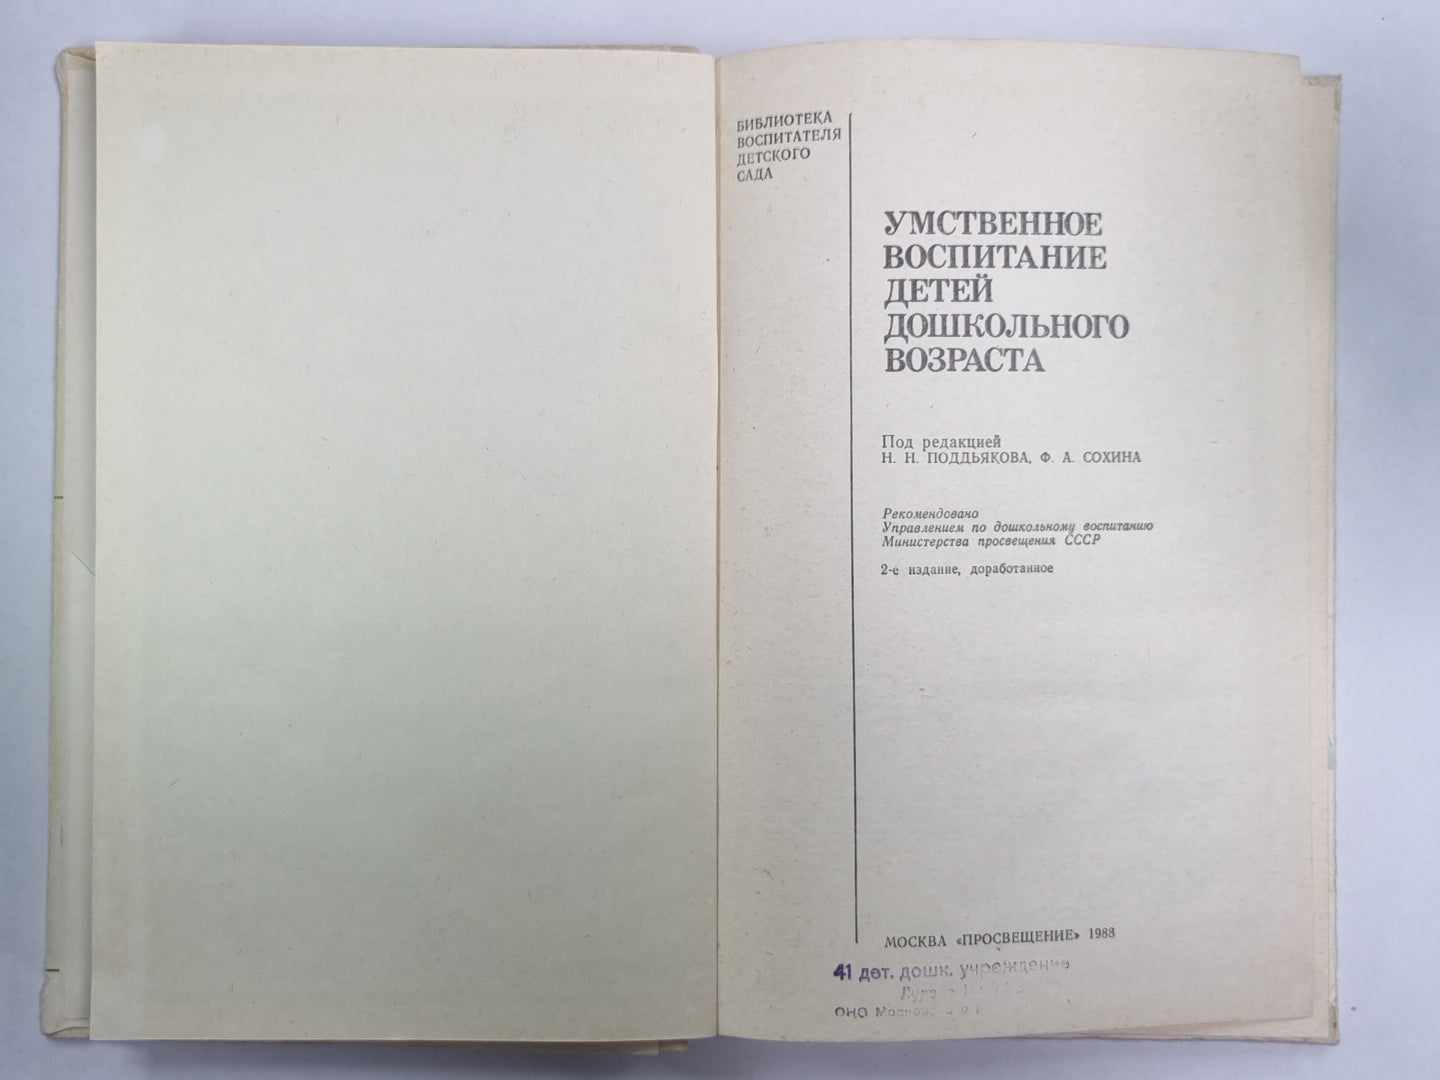 БИБЛИОТЕКА
ВОСПИТАТЕЛЯ
ДЕТСКОГО
САДА
УМСТВЕННОЕ
ВОСПИТАНИЕ
ДЕТЕЙ
ДОШКОЛЬНОГО
ВОЗРАСТА
Под редакцией
Н. Н. ПОДДЬЯКОВА, Ф. А. СОХИНА
Рекомендовано
Управлением по дошкольному воспитанию
Министерства просвещения СССР
2-е издание, доработанное
МОСКВА «ПРОСВЕЩЕНИЕ» 1988
41 дет. дошк. учреждение
ОНО